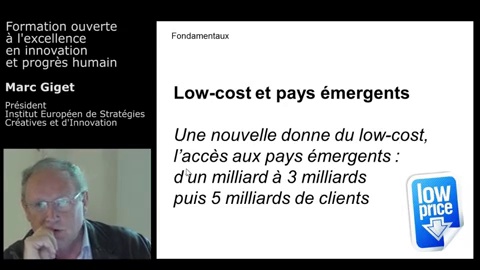 Formation ouverte
à l'excellence
en innovation
et progrès humain
Marc Giget
Président
Institut Européen de Stratégies
Créatives et d'Innovation
Fondamentaux
Low-cost et pays émergents
Une nouvelle donne du low-cost,
l'accès aux pays émergents :
d'un milliard à 3 milliards
puis 5 milliards de clients
low
price